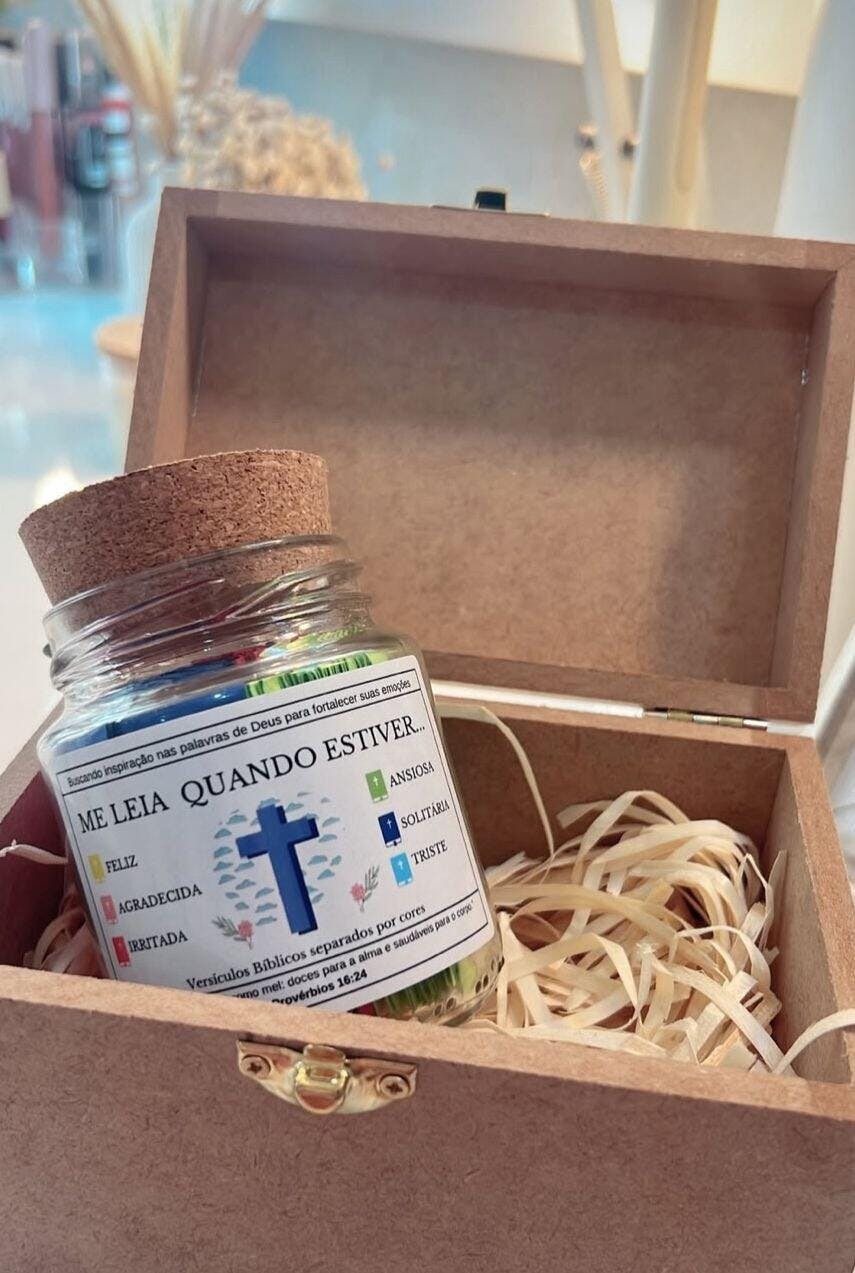 Buscando inspiração nas palavras de Deus para fortalecer suas emoções
ME LEIA QUANDO ESTIVER...
FELIZ
AGRADECIDA
IRRITADA
ANSIOSA
SOLITÁRIA
TRISTE
Versículos Bíblicos separados por cores
mel: doces para a alma e saudáveis para o corpo."
Provérbios 16:24